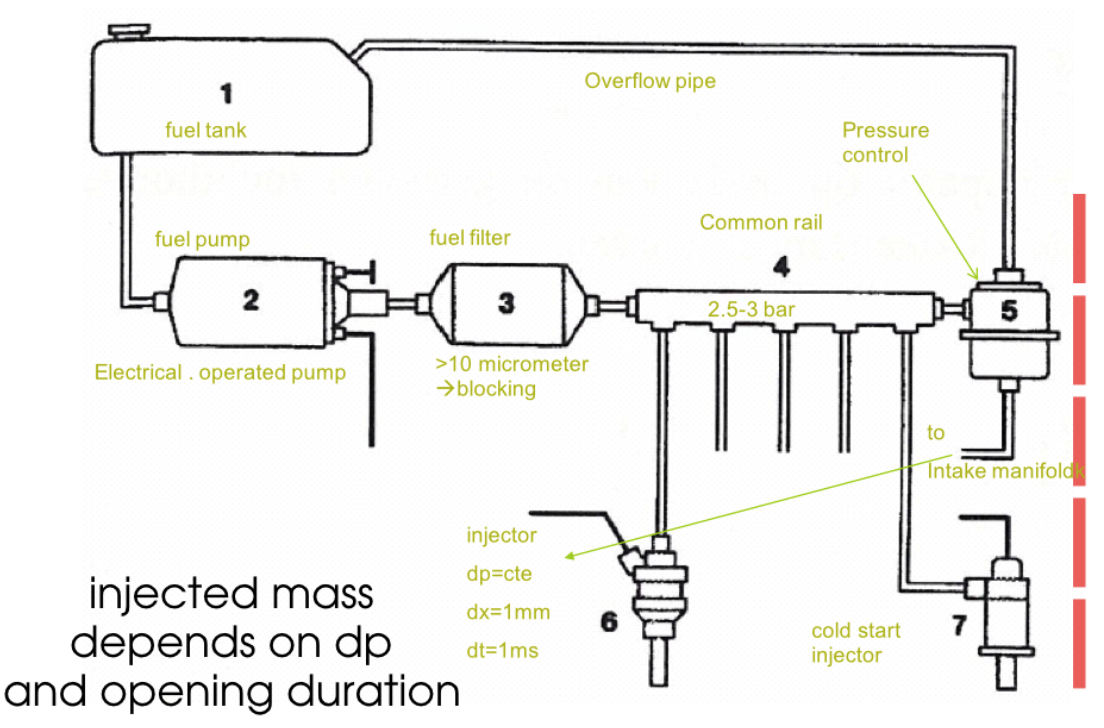 1
fuel tank
Overflow pipe
Pressure
control
fuel pump
fuel filter
Common rail
4
2
3
2.5-3 bar
5
Electrical . operated pump
>10 micrometer
→blocking
to
Intake manifoldk
injector
dp=cte
dx=1mm
dt=1ms
6
cold start
injector
7
injected mass
depends on dp
and opening duration